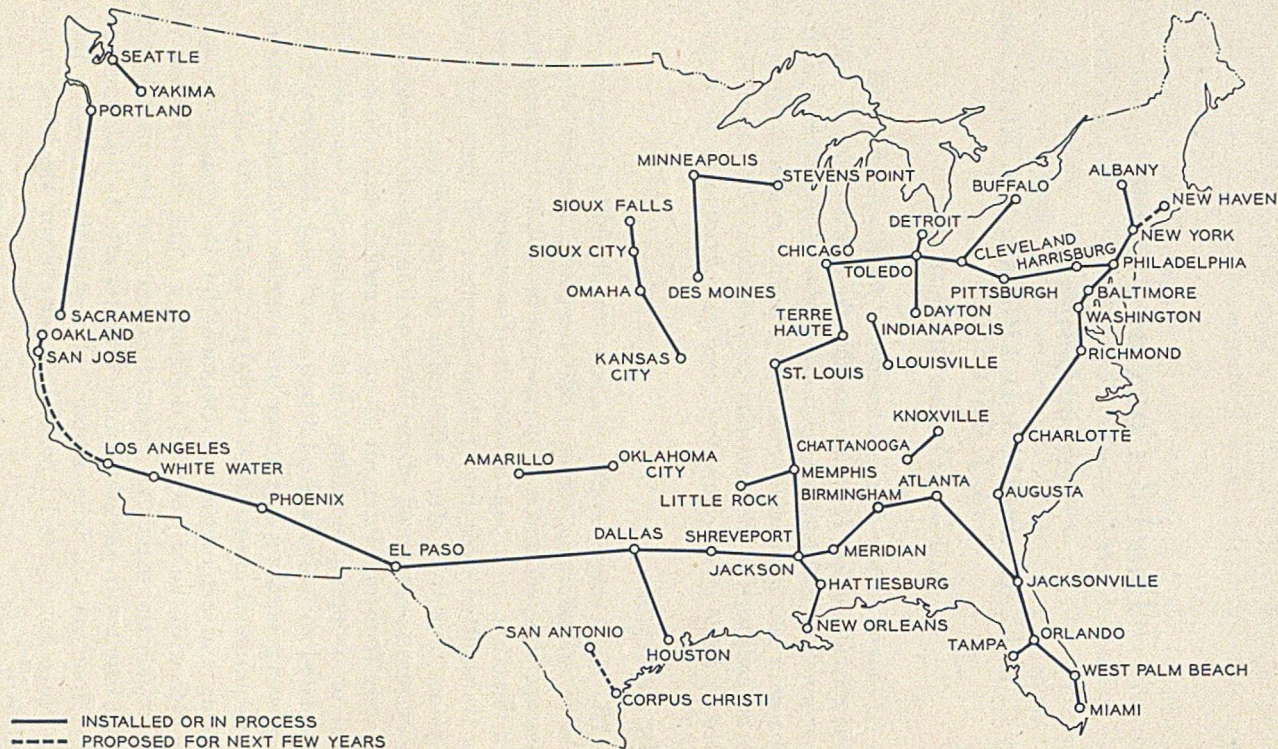 SEATTLE
YAKIMA
PORTLAND
MINNEAPOLIS
STEVENS POINT
ALBANY
BUFFALO
NEW HAVEN
SIOUX FALLS
DETROIT
NEW YORK
SIOUX CITY
CHICAGO
TOLEDO
CLEVELAND
HARRISBURG
PHILADELPHIA
OMAHA
DES MOINES
PITTSBURGH
BALTIMORE
SACRAMENTO
TERRE
HAUTE
DAYTON
INDIANAPOLIS
WASHINGTON
OAKLAND
SAN JOSE
KANSAS
CITY
ST. LOUIS
LOUISVILLE
RICHMOND
KNOXVILLE
LOS ANGELES
WHITE WATER
AMARILLO
OKLAHOMA
CITY
CHATTANOOGA
CHARLOTTE
MEMPHIS
PHOENIX
LITTLE ROCK
BIRMINGHAM
ATLANTA
AUGUSTA
EL PASO
DALLAS
SHREVEPORT
JACKSON
MERIDIAN
HATTIESBURG
JACKSONVILLE
SAN ANTONIO
HOUSTON
NEW ORLEANS
TAMPA
ORLANDO
WEST PALM BEACH
CORPUS CHRISTI
MIAMI
INSTALLED OR IN PROCESS
PROPOSED FOR NEXT FEW YEARS